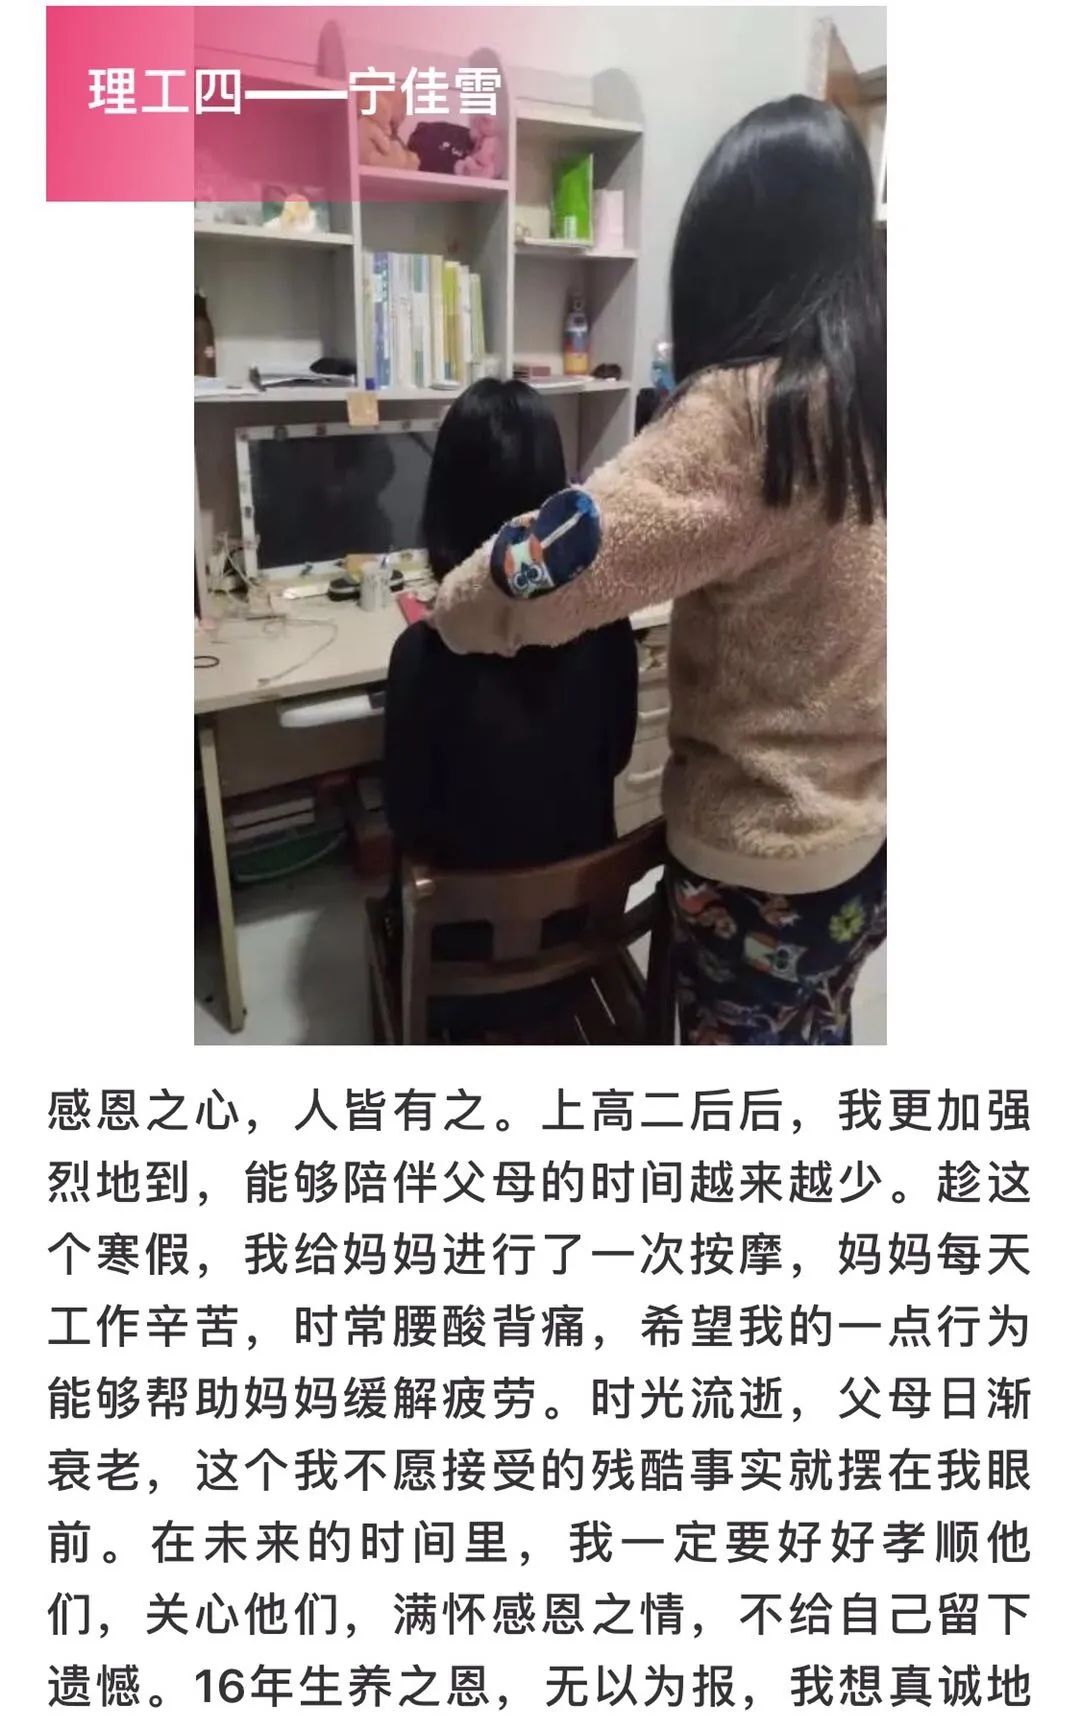 理工四——宁佳雪
感恩之心，人皆有之。上高二后后，我更加强
烈地到，能够陪伴父母的时间越来越少。趁这
个寒假，我给妈妈进行了一次按摩，妈妈每天
工作辛苦，时常腰酸背痛，希望我的一点行为
能够帮助妈妈缓解疲劳。时光流逝，父母日渐
衰老，这个我不愿接受的残酷事实就摆在我眼
前。在未来的时间里，我一定要好好孝顺他
们，关心他们，满怀感恩之情，不给自己留下
遗憾。16年生养之恩，无以为报，我想真诚地